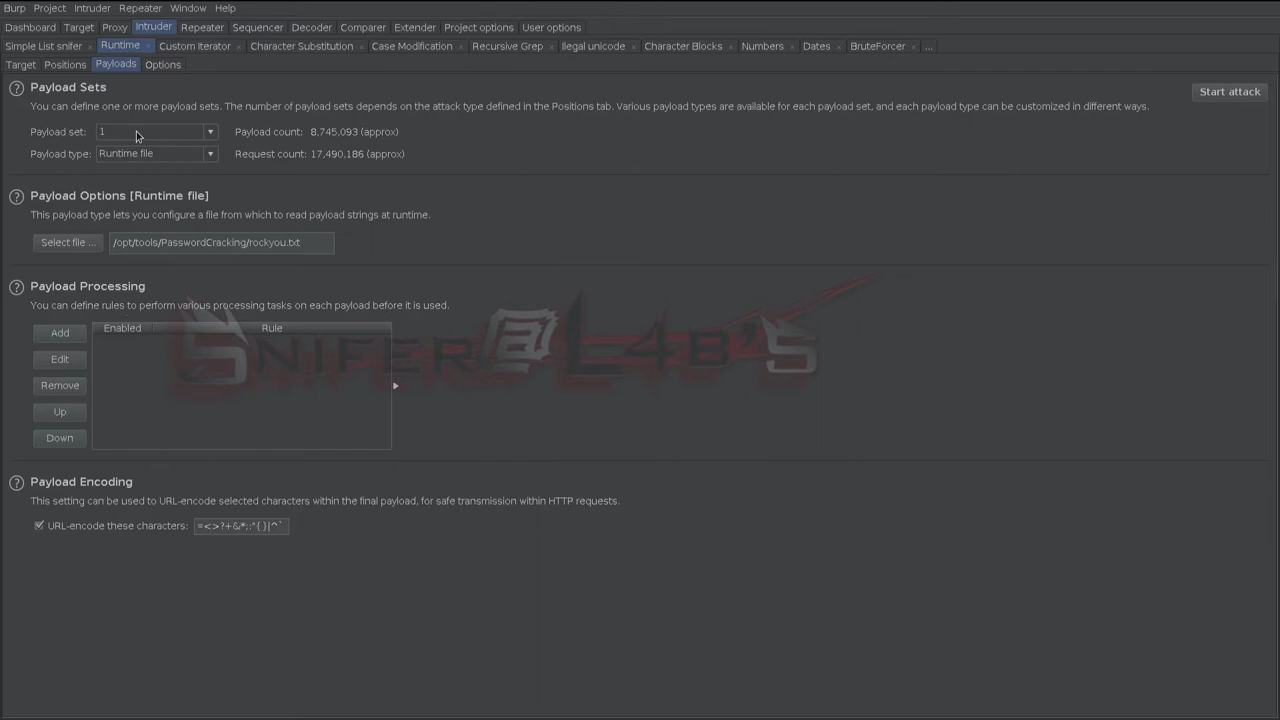 Burp Project Intruder Repeater Window Help
Dashboard Target Proxy Intruder Repeater Sequencer Decoder Comparer Extender Project options User options
Simple List snifer × Runtime × Custom Iterator × Character Substitution × Case Modification × Recursive Grep × Ilegal unicode × Character Blocks × Numbers × Dates × BruteForcer × ...
Target Positions Payloads Options
? Payload Sets
Start attack
You can define one or more payload sets. The number of payload sets depends on the attack type defined in the Positions tab. Various payload types are available for each payload set, and each payload type can be customized in different ways.
Payload set: 1 Payload count: 8,745,093 (approx)
Payload type: Runtime file Request count: 17,490,186 (approx)
? Payload Options [Runtime file]
This payload type lets you configure a file from which to read payload strings at runtime.
Select file ... /opt/tools/PasswordCracking/rockyou.txt
? Payload Processing
You can define rules to perform various processing tasks on each payload before it is used.
Add Enabled Rule
Edit
Remove
Up
Down
SNIFER@L4B'S
? Payload Encoding
This setting can be used to URL-encode selected characters within the final payload, for safe transmission within HTTP requests.
URL-encode these characters: =<>?+&*;:"{}|^`